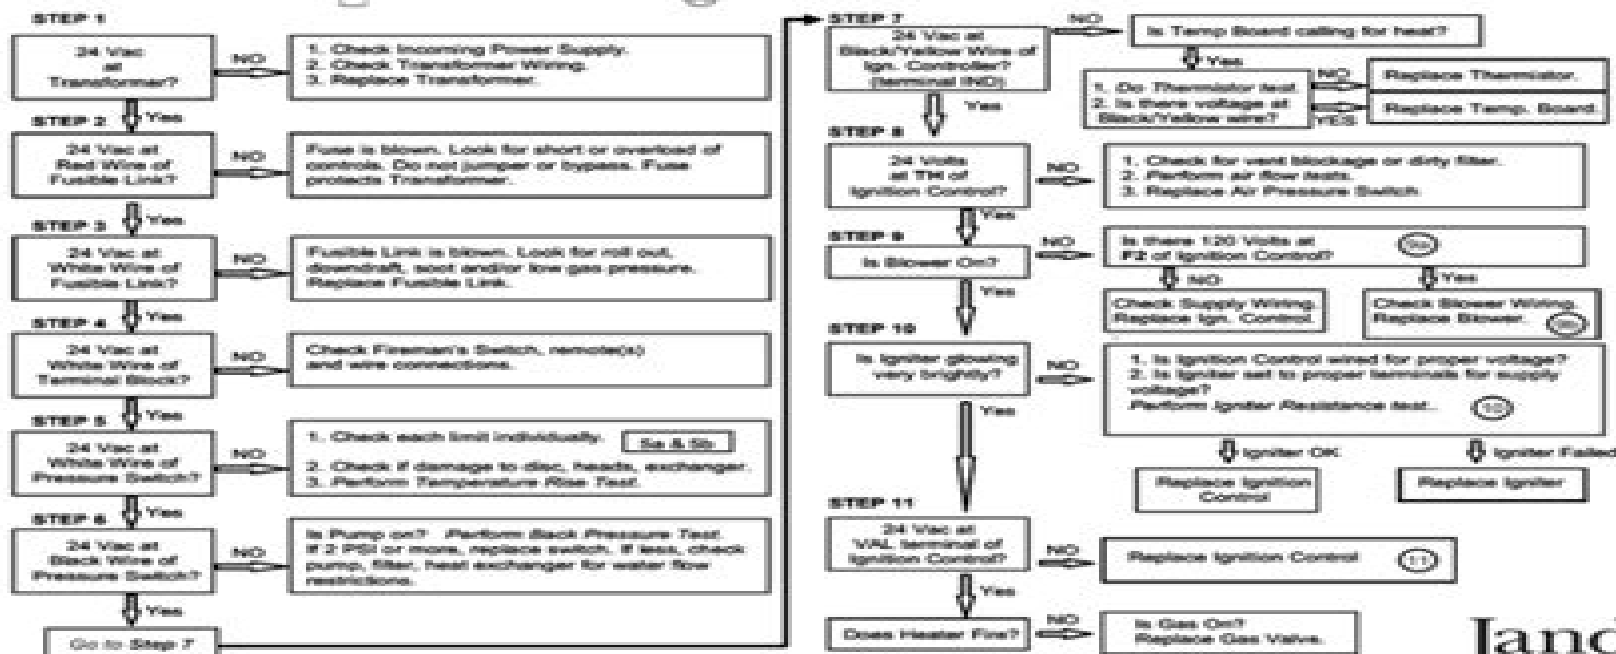 STEP 1
24 Vac
at
Transformer?
NO
1. Check Incoming Power Supply.
2. Check Transformer Wiring.
3. Replace Transformer.
Yes
STEP 2
24 Vac at
Red Wire of
Fusible Link?
NO
Fuse is blown. Look for short or overload of
controls. Do not jumper or bypass. Fuse
protects Transformer.
Yes
STEP 3
24 Vac at
White Wire of
Fusible Link?
NO
Fusible Link is blown. Look for roll out,
downdraft, soot and/or low gas pressure.
Replace Fusible Link.
Yes
STEP 4
24 Vac at
White Wire of
Terminal Block?
NO
Check Fireman's Switch, remote(s)
and wire connections.
Yes
STEP 5
24 Vac at
White Wire of
Pressure Switch?
NO
1. Check each limit individually. 5a & 5b
2. Check if damage to disc, heads, exchanger.
3. Perform Temperature Rise Test.
Yes
STEP 6
24 Vac at
Black Wire of
Pressure Switch?
NO
Is Pump on? Perform Back Pressure Test.
If 2 PSI or more, replace switch. If less, check
pump, filter, heat exchanger for water flow
restrictions.
Yes
Go to Step 7
STEP 7
24 Vac at
Black/Yellow Wire of
Ign. Controller?
(terminal IND)
NO
Is Temp Board calling for heat?
Yes
1. Do Thermistor test.
2. Is there voltage at
Black/Yellow wire?
NO
Replace Thermistor.
YES
Replace Temp. Board.
Yes
STEP 8
24 Volts
at TH of
Ignition Control?
NO
1. Check for vent blockage or dirty filter.
2. Perform air flow tests.
3. Replace Air Pressure Switch
Yes
STEP 9
Is Blower On?
NO
Is there 120 Volts at
F2 of Ignition Control?
9a
NO
Check Supply Wiring.
Replace Ign. Control.
Yes
Check Blower Wiring.
Replace Blower.
9b
Yes
STEP 10
Is Igniter glowing
very brightly?
NO
1. Is Ignition Control wired for proper voltage?
2. Is Igniter set to proper terminals for supply
voltage?
Perform Igniter Resistance test. 10
Igniter OK
Replace Ignition
Control
Igniter Failed
Replace Igniter
Yes
STEP 11
24 Vac at
VAL terminal of
Ignition Control?
NO
Replace Ignition Control 11
Yes
Does Heater Fire?
NO
Is Gas On?
Replace Gas Valve.
Jand